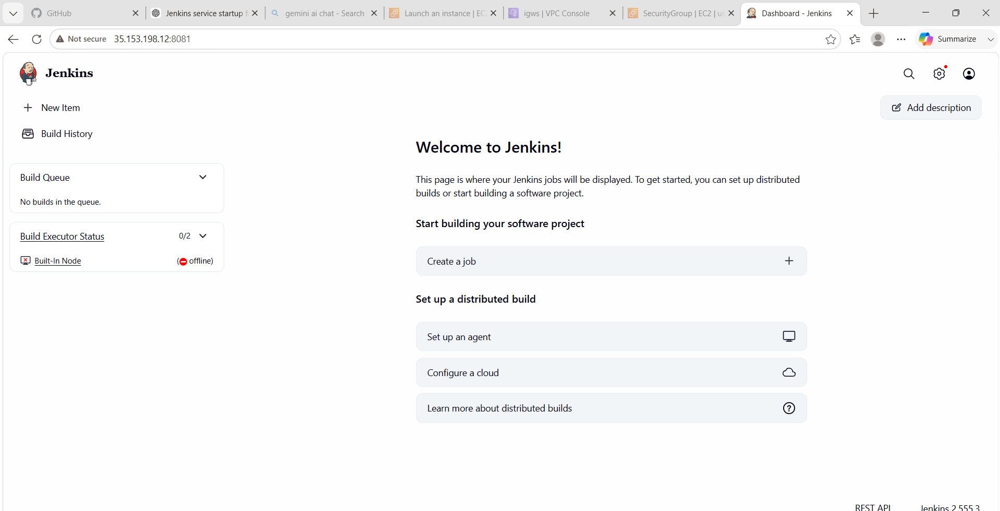 GitHub
Jenkins service startup f
gemini ai chat - Search
Launch an instance | EC
igws | VPC Console
SecurityGroup | EC2 | us
Dashboard - Jenkins
Not secure 35.153.198.12:8081
Summarize
Jenkins
New Item
Add description
Build History
Welcome to Jenkins!
Build Queue
No builds in the queue.
This page is where your Jenkins jobs will be displayed. To get started, you can set up distributed
builds or start building a software project.
Start building your software project
Build Executor Status 0/2
Built-In Node (offline)
Create a job
Set up a distributed build
Set up an agent
Configure a cloud
Learn more about distributed builds
REST API Jenkins 2.555.3